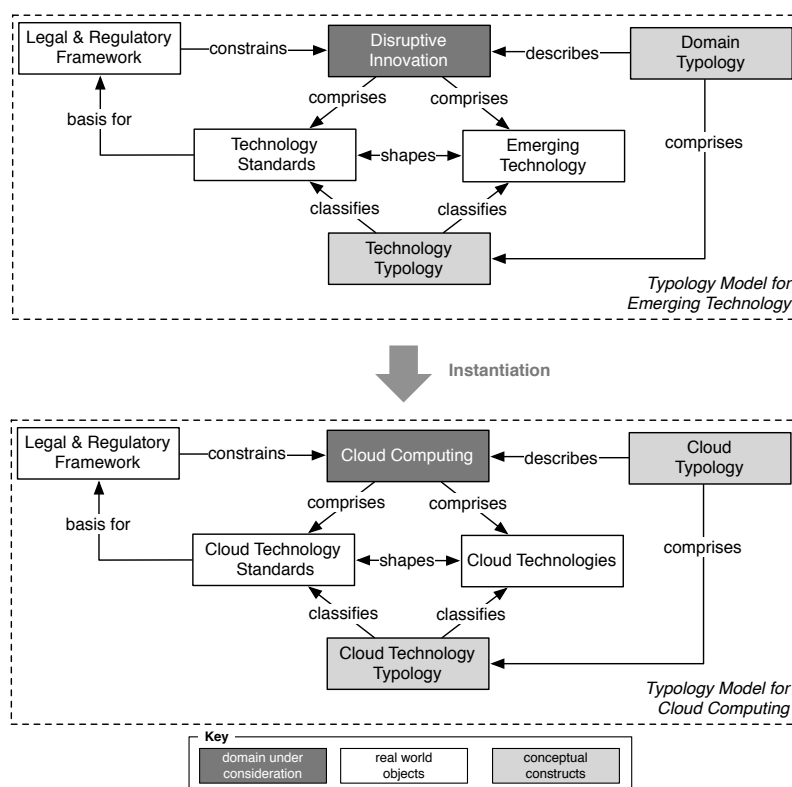 Legal & Regulatory
Framework
constrains
Disruptive
Innovation
describes
Domain
Typology
comprises
comprises
basis for
comprises
Technology
Standards
shapes
Emerging
Technology
classifies
classifies
Technology
Typology
Typology Model for
Emerging Technology
Instantiation
Legal & Regulatory
Framework
constrains
Cloud Computing
describes
Cloud
Typology
comprises
comprises
basis for
comprises
Cloud Technology
Standards
shapes
Cloud Technologies
classifies
classifies
Cloud Technology
Typology
Typology Model for
Cloud Computing
Key
domain under
consideration
real world
objects
conceptual
constructs